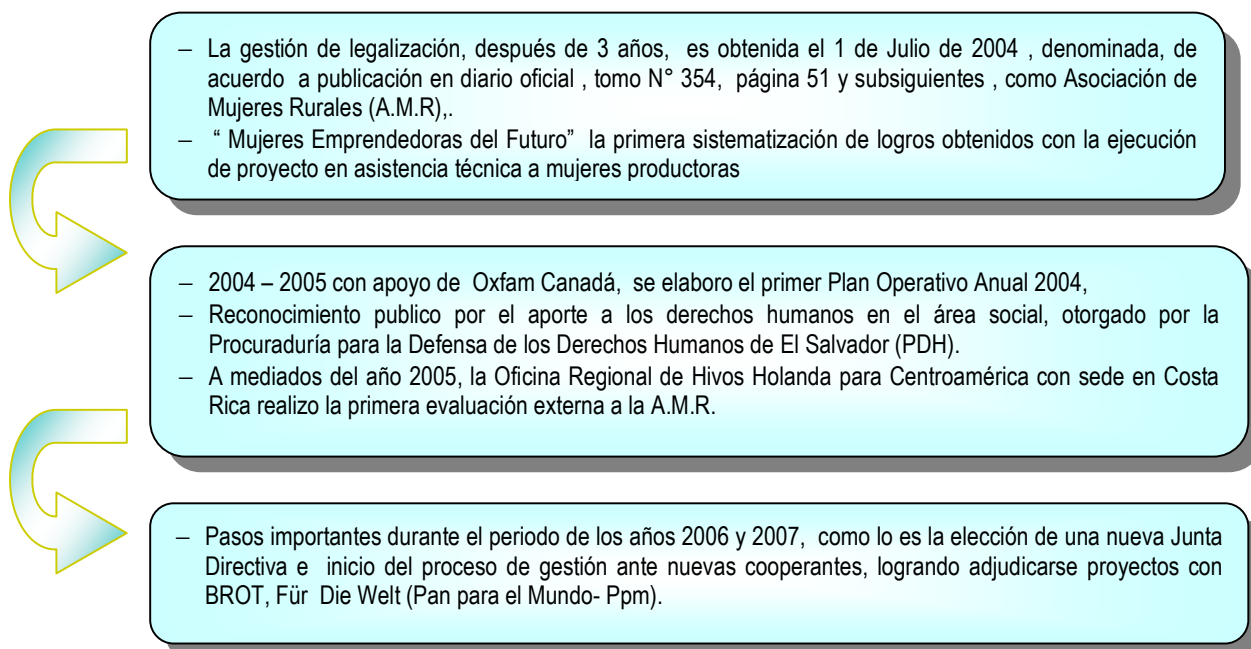 – La gestión de legalización, después de 3 años, es obtenida el 1 de Julio de 2004 , denominada, de
acuerdo a publicación en diario oficial , tomo N° 354, página 51 y subsiguientes , como Asociación de
Mujeres Rurales (A.M.R),.
– “ Mujeres Emprendedoras del Futuro” la primera sistematización de logros obtenidos con la ejecución
de proyecto en asistencia técnica a mujeres productoras
– 2004 – 2005 con apoyo de Oxfam Canadá, se elaboro el primer Plan Operativo Anual 2004,
– Reconocimiento publico por el aporte a los derechos humanos en el área social, otorgado por la
Procuraduría para la Defensa de los Derechos Humanos de El Salvador (PDH).
– A mediados del año 2005, la Oficina Regional de Hivos Holanda para Centroamérica con sede en Costa
Rica realizo la primera evaluación externa a la A.M.R.
– Pasos importantes durante el periodo de los años 2006 y 2007, como lo es la elección de una nueva Junta
Directiva e inicio del proceso de gestión ante nuevas cooperantes, logrando adjudicarse proyectos con
BROT, Für Die Welt (Pan para el Mundo- Ppm).